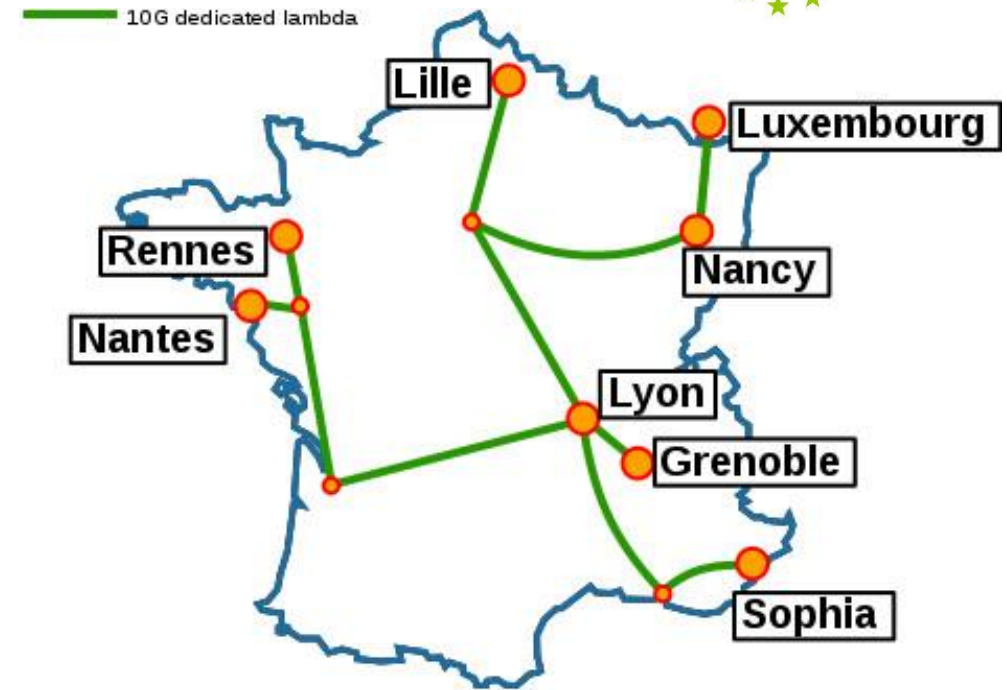 10G dedicated lambda
Lille
Luxembourg
Rennes
Nancy
Nantes
Lyon
Grenoble
Sophia